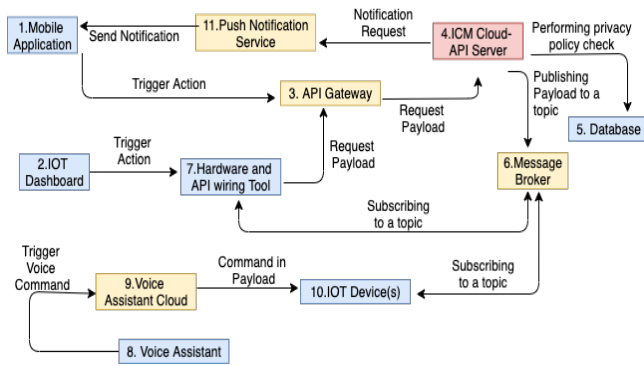 1.Mobile
Application
Send Notification
11.Push Notification
Service
Notification
Request
4.ICM Cloud-
API Server
Performing privacy
policy check
Trigger Action
3. API Gateway
Request
Payload
Publishing
Payload to a
topic
5. Database
2.IOT
Dashboard
Trigger
Action
7.Hardware and
API wiring Tool
Request
Payload
6.Message
Broker
Subscribing
to a topic
Trigger
Voice
Command
9.Voice
Assistant Cloud
Command in
Payload
10.IOT Device(s)
Subscribing
to a topic
8. Voice Assistant